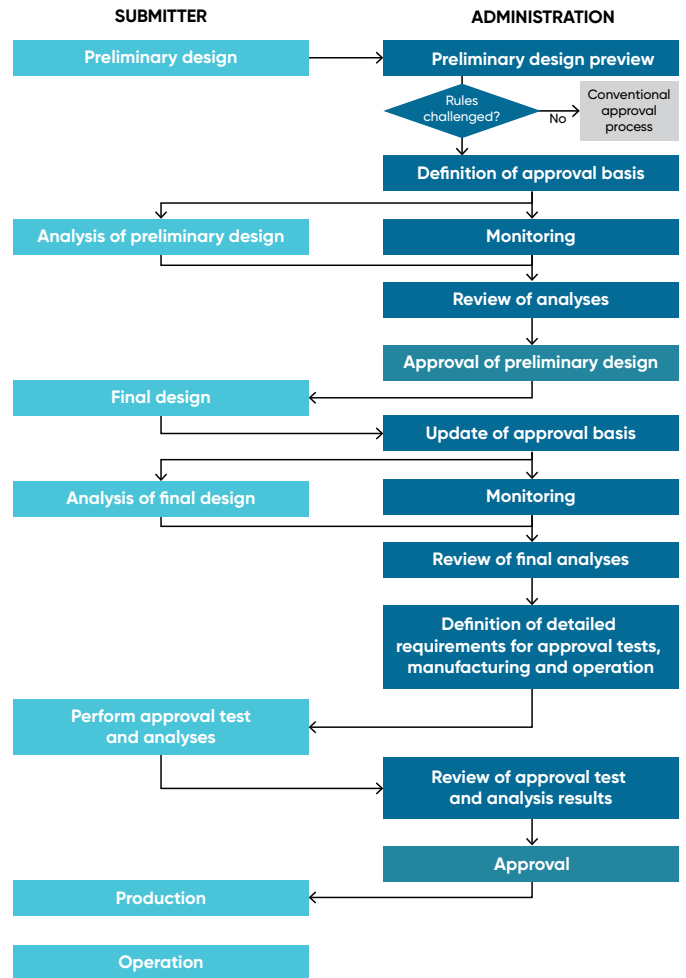 SUBMITTER
ADMINISTRATION
Preliminary design
Preliminary design preview
Rules
challenged?
No
Conventional
approval
process
Definition of approval basis
Analysis of preliminary design
Monitoring
Review of analyses
Approval of preliminary design
Final design
Update of approval basis
Analysis of final design
Monitoring
Review of final analyses
Definition of detailed
requirements for approval tests,
manufacturing and operation
Perform approval test
and analyses
Review of approval test
and analysis results
Approval
Production
Operation